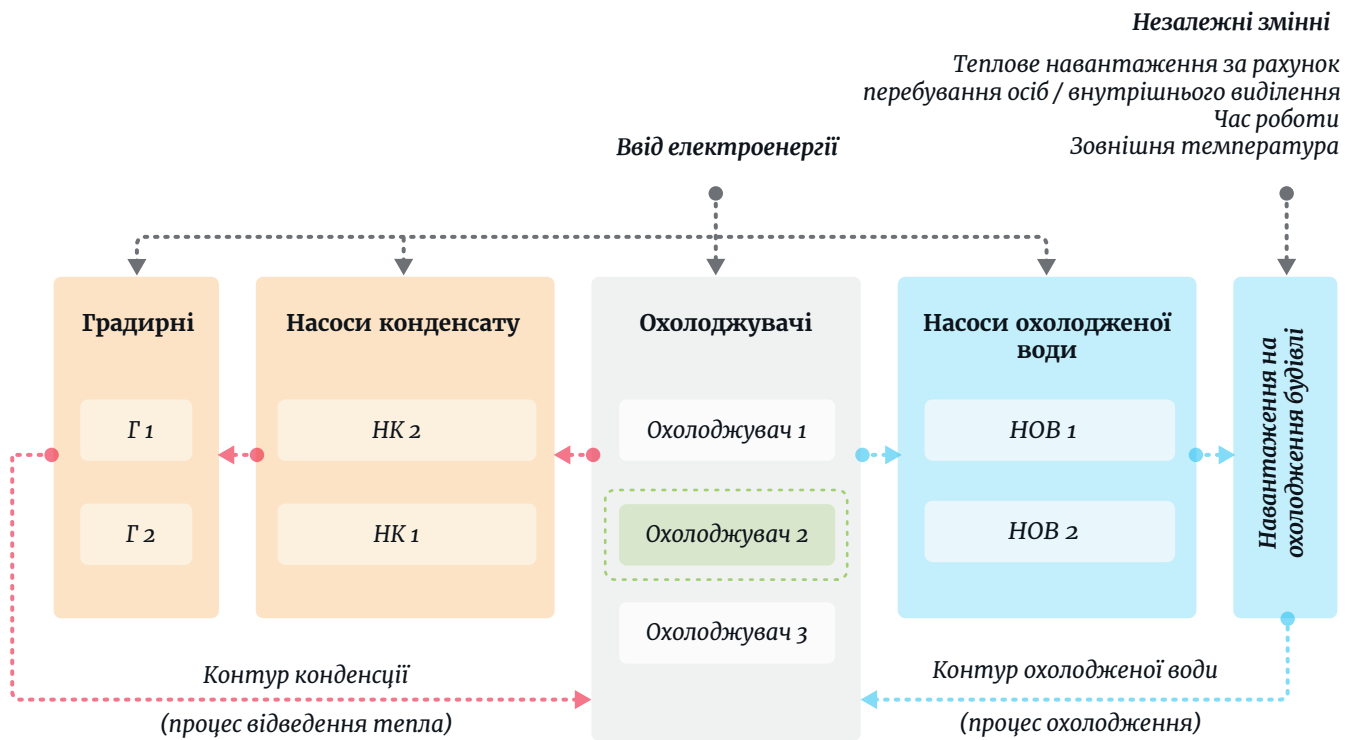 Незалежні змінні
Теплове навантаження за рахунок
перебування осіб / внутрішнього виділення
Час роботи
Зовнішня температура
Ввід електроенергії
Градирні
Г 1
Г 2
Насоси конденсату
НК 2
НК 1
Охолоджувачі
Охолоджувач 1
Охолоджувач 2
Охолоджувач 3
Насоси охолодженої
води
НОВ 1
НОВ 2
Навантаження на
охолодження будівлі
Контур конденсції
(процес відведення тепла)
Контур охолодженої води
(процес охолодження)